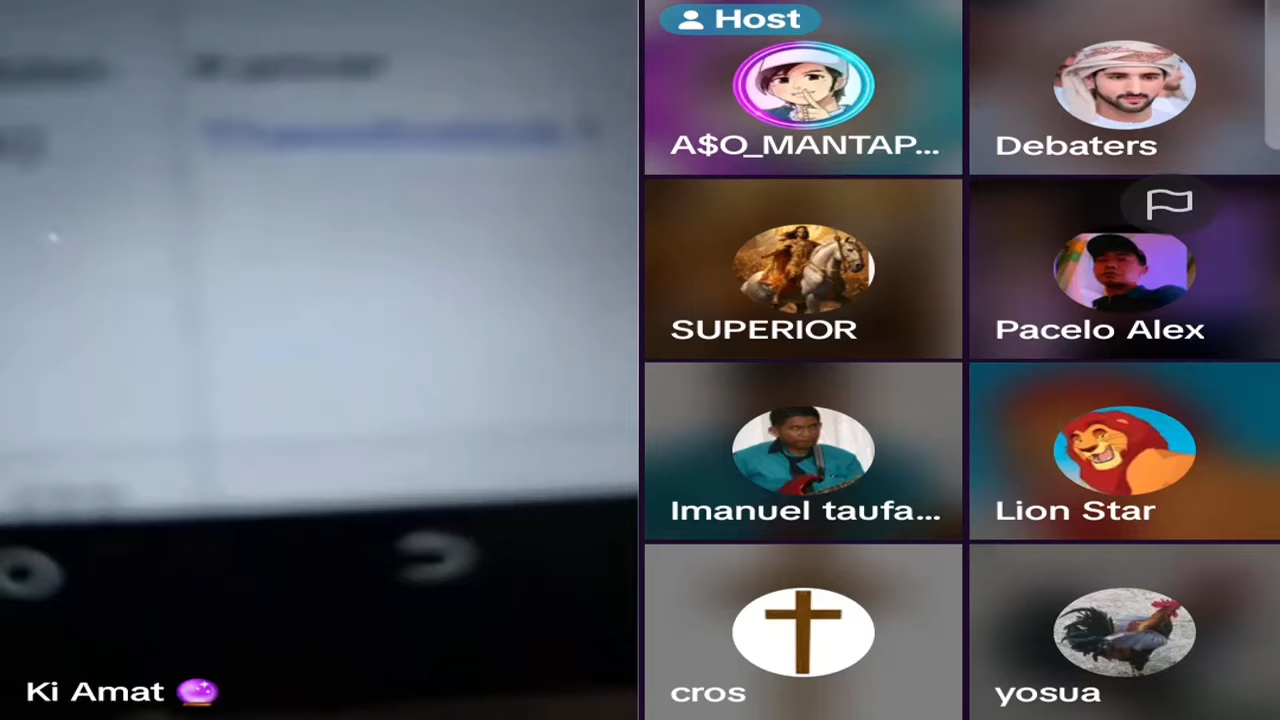 Host
A$O_MANTAP...
Debaters
SUPERIOR
Pacelo Alex
Imanuel taufa...
Lion Star
cros
yosua
Ki Amat